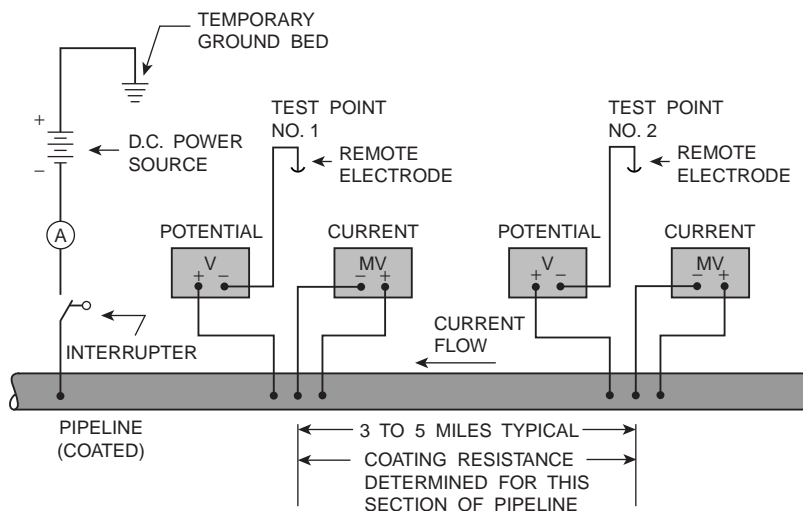 TEMPORARY
GROUND BED
+
D.C. POWER
SOURCE
–
A
INTERRUPTER
TEST POINT
NO. 1
REMOTE
ELECTRODE
POTENTIAL
V
+ –
CURRENT
MV
– +
TEST POINT
NO. 2
REMOTE
ELECTRODE
POTENTIAL
V
+ –
CURRENT
MV
– +
CURRENT
FLOW
PIPELINE
(COATED)
3 TO 5 MILES TYPICAL
COATING RESISTANCE
DETERMINED FOR THIS
SECTION OF PIPELINE